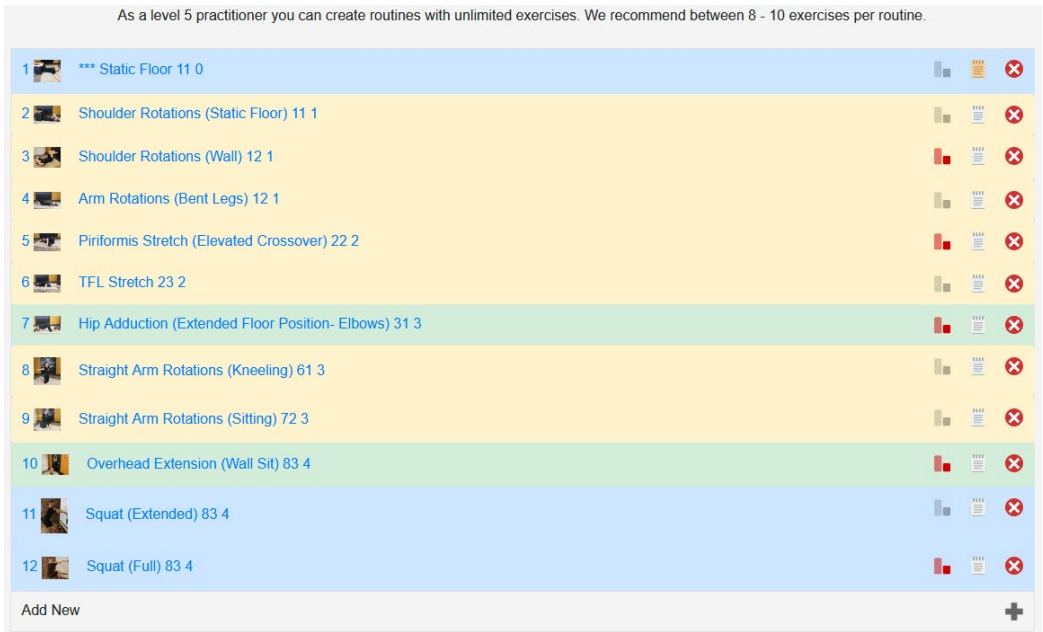 As a level 5 practitioner you can create routines with unlimited exercises. We recommend between 8 - 10 exercises per routine.
1 *** Static Floor 11 0
2 Shoulder Rotations (Static Floor) 11 1
3 Shoulder Rotations (Wall) 12 1
4 Arm Rotations (Bent Legs) 12 1
5 Piriformis Stretch (Elevated Crossover) 22 2
6 TFL Stretch 23 2
7 Hip Adduction (Extended Floor Position- Elbows) 31 3
8 Straight Arm Rotations (Kneeling) 61 3
9 Straight Arm Rotations (Sitting) 72 3
10 Overhead Extension (Wall Sit) 83 4
11 Squat (Extended) 83 4
12 Squat (Full) 83 4
Add New